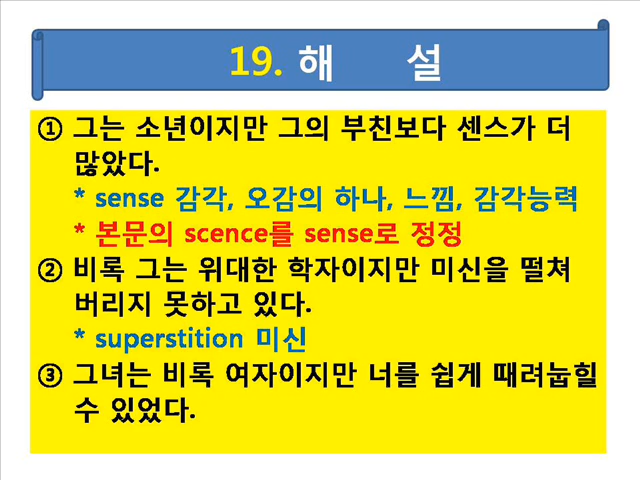 19. 해 설
① 그는 소년이지만 그의 부친보다 센스가 더
많았다.
* sense 감각, 오감의 하나, 느낌, 감각능력
* 본문의 scence를 sense로 정정
② 비록 그는 위대한 학자이지만 미신을 떨쳐
버리지 못하고 있다.
* superstition 미신
③ 그녀는 비록 여자이지만 너를 쉽게 때려눕힐
수 있었다.